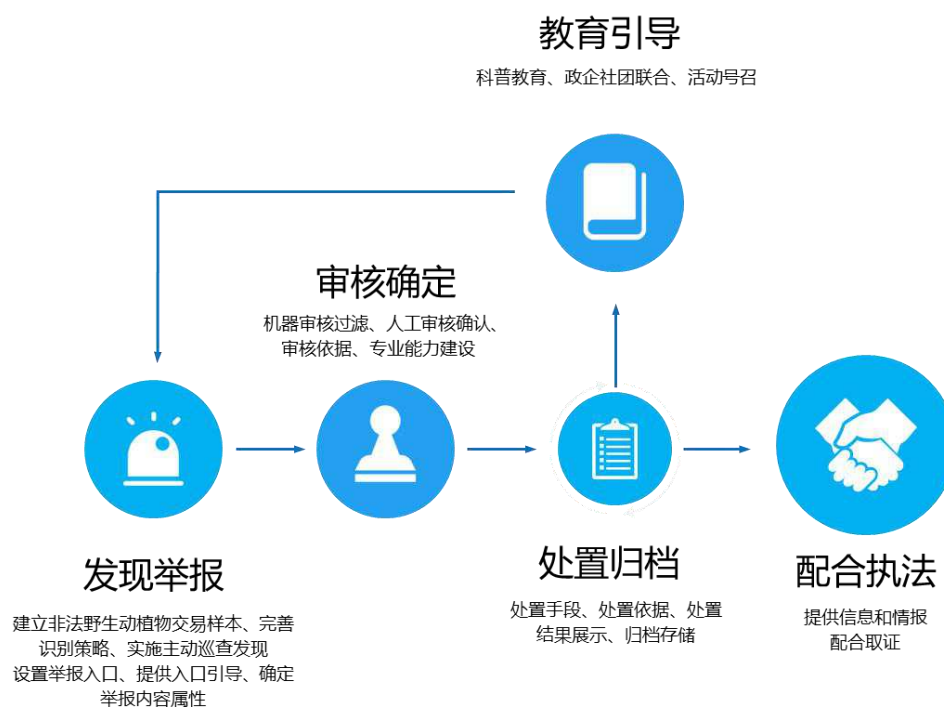 教育引导
科普教育、政企社团联合、活动号召
审核确定
机器审核过滤、人工审核确认、
审核依据、专业能力建设
发现举报
建立非法野生动植物交易样本、完善
识别策略、实施主动巡查发现
设置举报入口、提供入口引导、确定
举报内容属性
处置归档
处置手段、处置依据、处置
结果展示、归档存储
配合执法
提供信息和情报
配合取证